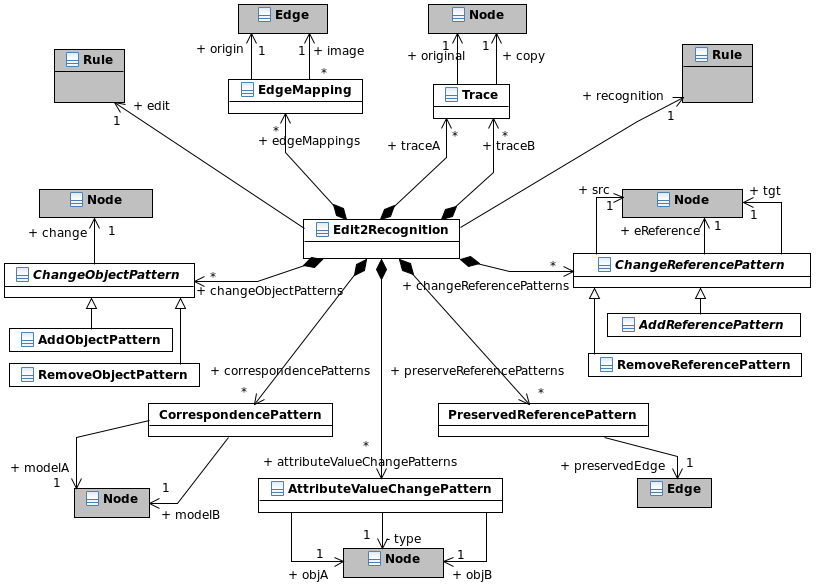 Edge
Node
+ origin
1
1
+ image
+ original
1
1
+ copy
Rule
Rule
EdgeMapping
*
Trace
+ edit
1
+ recognition
1
*
+ edgeMappings
+ traceA
*
*
+ traceB
Node
+ src
1
Node
+ tgt
1
+ change
1
Edit2Recognition
+ eReference
1
ChangeObjectPattern
*
+ changeObjectPatterns
*
+ changeReferencePatterns
ChangeReferencePattern
AddObjectPattern
AddReferencePattern
RemoveObjectPattern
RemoveReferencePattern
+ correspondencePatterns
*
+ preserveReferencePatterns
*
CorrespondencePattern
PreservedReferencePattern
*
+ attributeValueChangePatterns
+ modelA
1
1
+ modelB
Node
+ preservedEdge
1
AttributeValueChangePattern
Edge
1
- type
1
+ objA
Node
1
+ objB